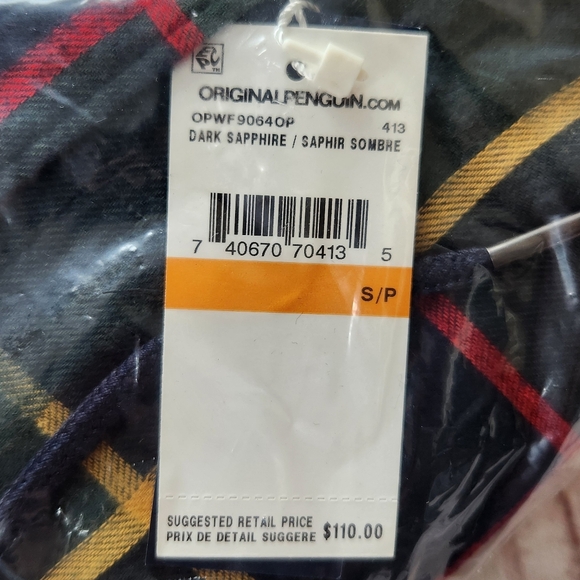 ORIGINALPENGUIN.COM
OPWF9064OP 413
DARK SAPPHIRE / SAPHIR SOMBRE
7 40670 70413 5
S/P
SUGGESTED RETAIL PRICE
PRIX DE DETAIL SUGGERE $110.00